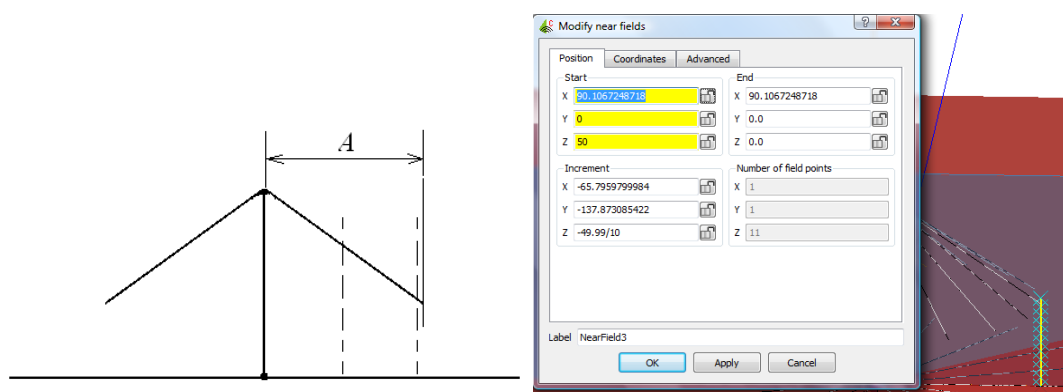 A
Modify near fields
Position Coordinates Advanced
Start
X 90.1067248718
Y 0
Z 50
End
X 90.1067248718
Y 0.0
Z 0.0
Increment
X -65.7959799984
Y -137.873085422
Z -49.99/10
Number of field points
X 1
Y 1
Z 11
Label NearField3
OK Apply Cancel